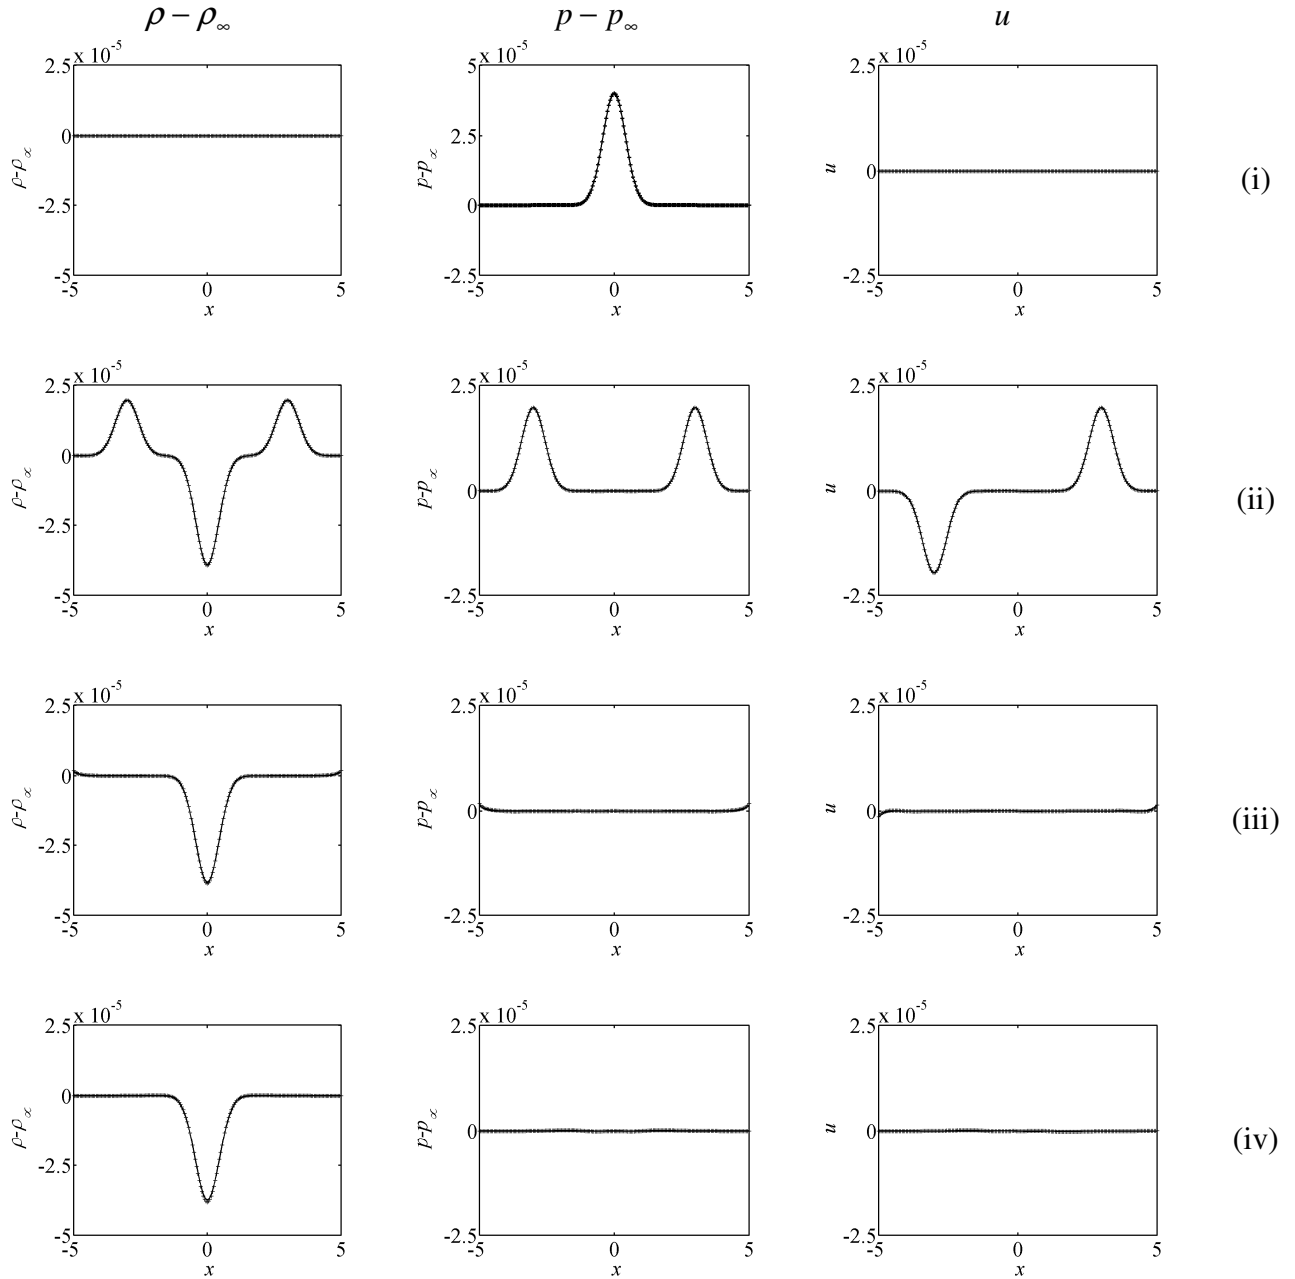 ρ − ρ∞ p − p∞ u
x 10⁻⁵ x 10⁻⁵ x 10⁻⁵
2.5 5 2.5
0 2.5 0
-2.5 0
-5 -2.5 -2.5
ρ-ρ∝ p-p∝ u
-5 0 5 -5 0 5 -5 0 5
x x x
(i)
x 10⁻⁵ x 10⁻⁵ x 10⁻⁵
2.5 2.5 2.5
0 0 0
-2.5
-5 -2.5 -2.5
ρ-ρ∝ p-p∝ u
-5 0 5 -5 0 5 -5 0 5
x x x
(ii)
x 10⁻⁵ x 10⁻⁵ x 10⁻⁵
2.5 2.5 2.5
0 0 0
-2.5
-5 -2.5 -2.5
ρ-ρ∝ p-p∝ u
-5 0 5 -5 0 5 -5 0 5
x x x
(iii)
x 10⁻⁵ x 10⁻⁵ x 10⁻⁵
2.5 2.5 2.5
0 0 0
-2.5
-5 -2.5 -2.5
ρ-ρ∝ p-p∝ u
-5 0 5 -5 0 5 -5 0 5
x x x
(iv)